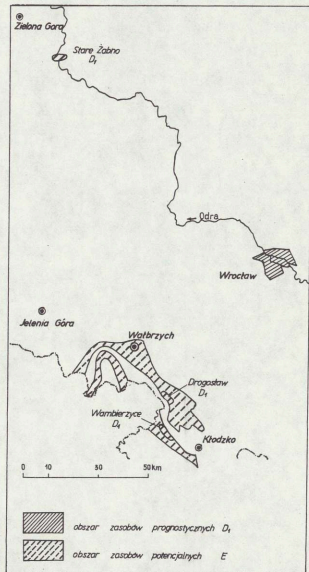 Zielona Gora
Stare Żabno
D₁
Odra
Wrocław
Jelenia Góra
Wałbrzych
Drogosław
D₁
Wambierzyce
D₁
Kłodzko
0 10 30 50 km
obszar zasobów prognostycznych D₁
obszar zasobów potencjalnych E